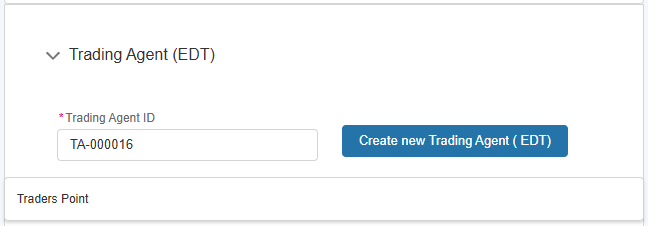 Trading Agent (EDT)
*Trading Agent ID
TA-000016
Create new Trading Agent ( EDT)
Traders Point